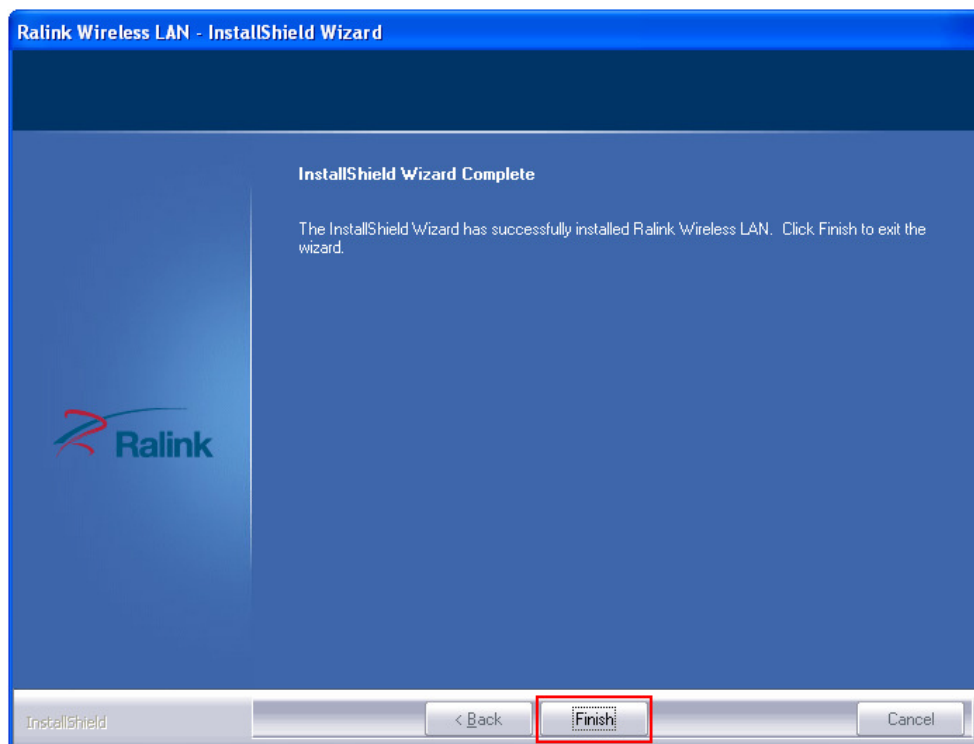 Ralink Wireless LAN - InstallShield Wizard
InstallShield Wizard Complete
The InstallShield Wizard has successfully installed Ralink Wireless LAN.  Click Finish to exit the
wizard.
Ralink
InstallShield
< Back
Finish
Cancel